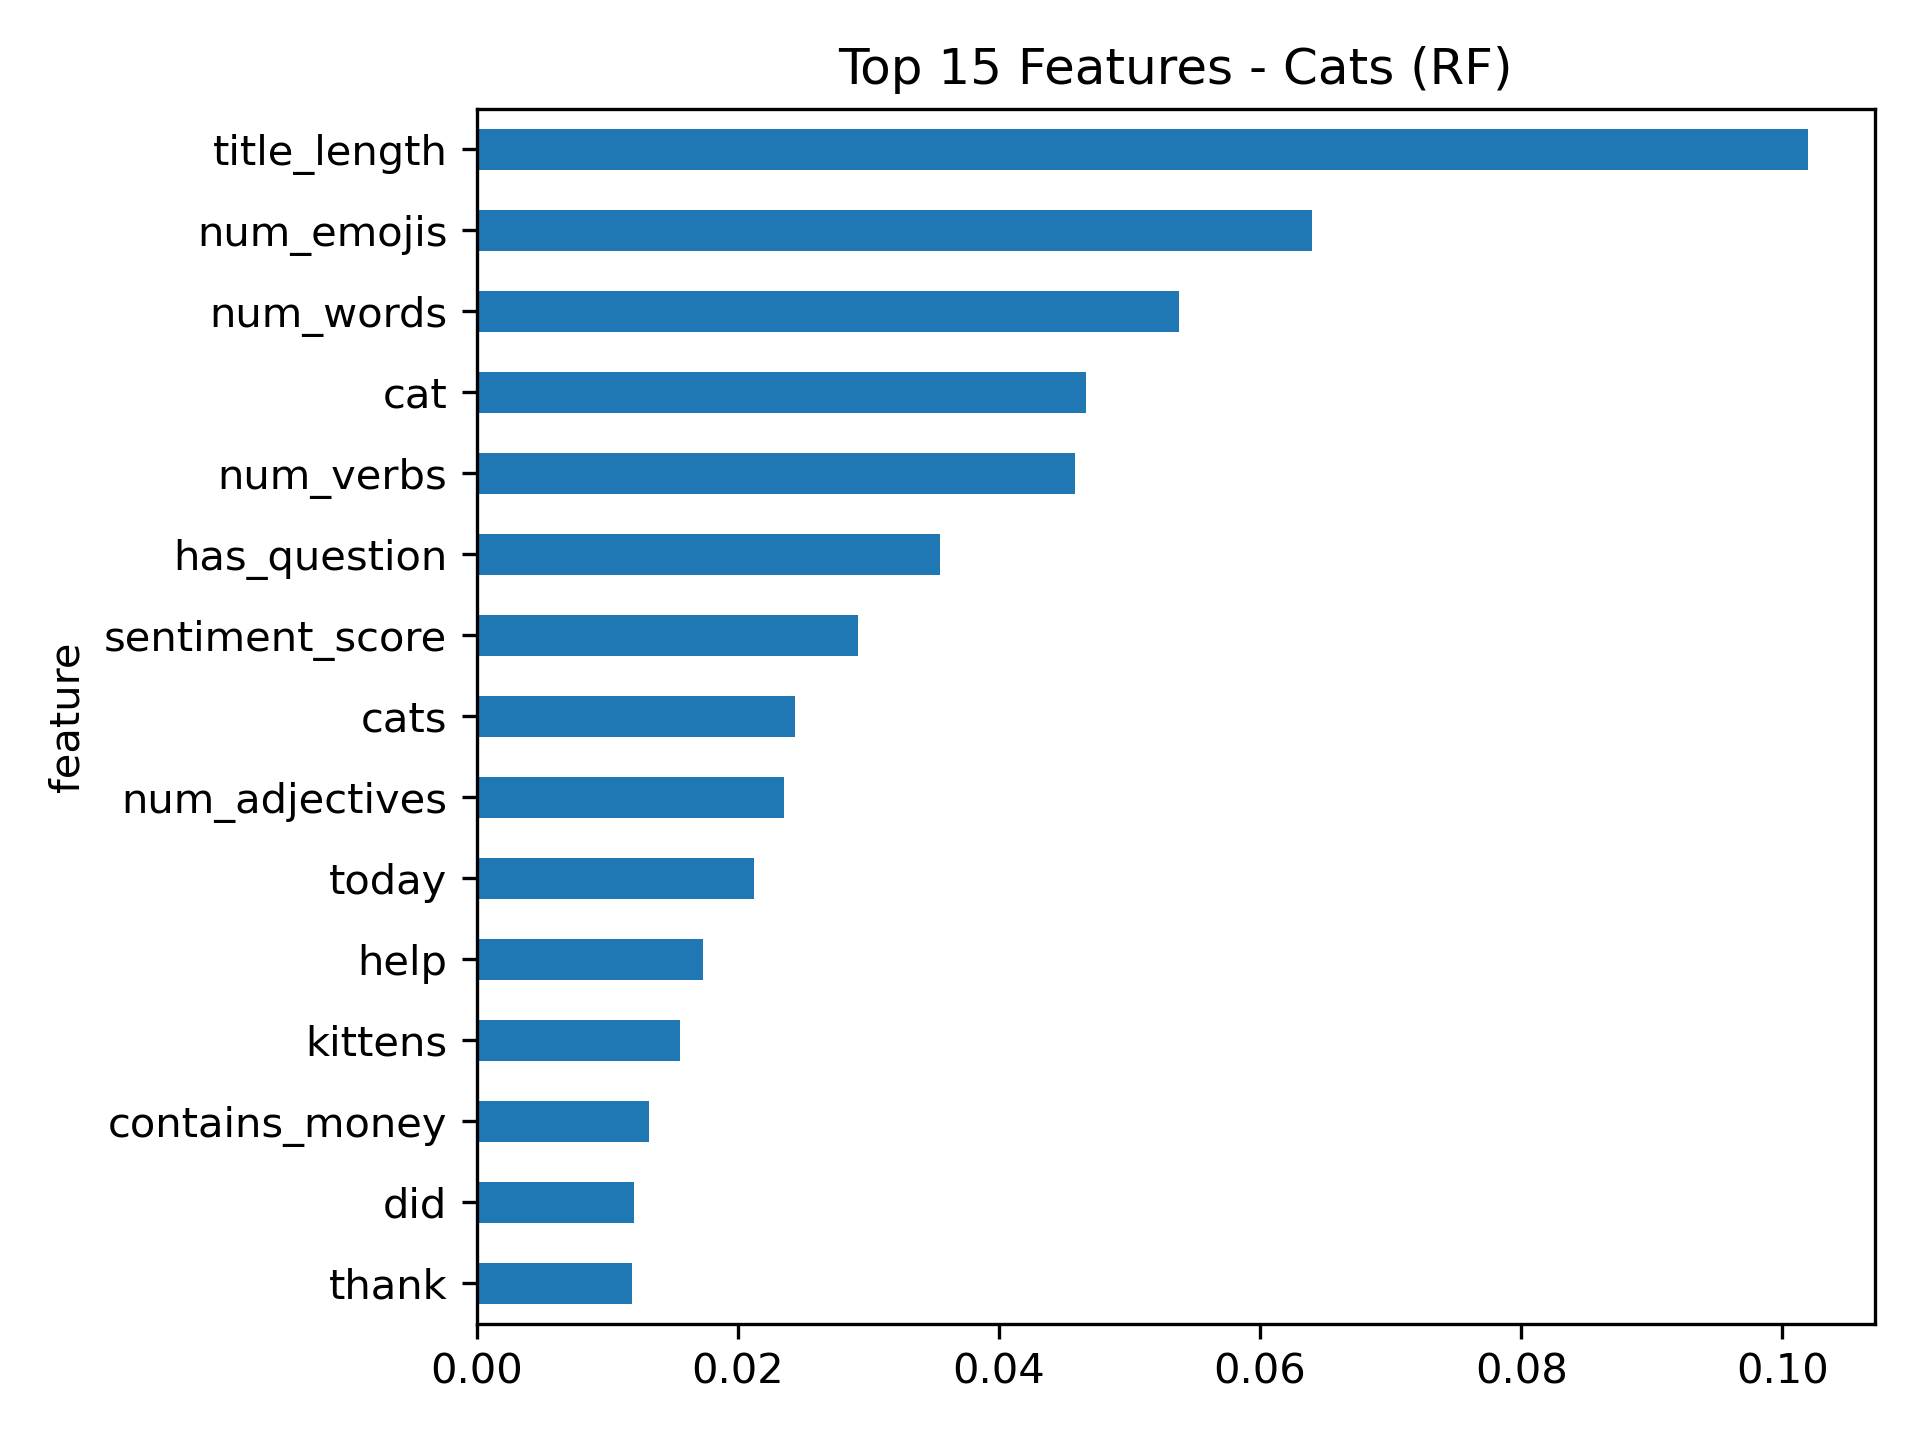 Top 15 Features - Cats (RF)
title_length
num_emojis
num_words
cat
num_verbs
has_question
sentiment_score
cats
num_adjectives
today
help
kittens
contains_money
did
thank
feature
0.00 0.02 0.04 0.06 0.08 0.10